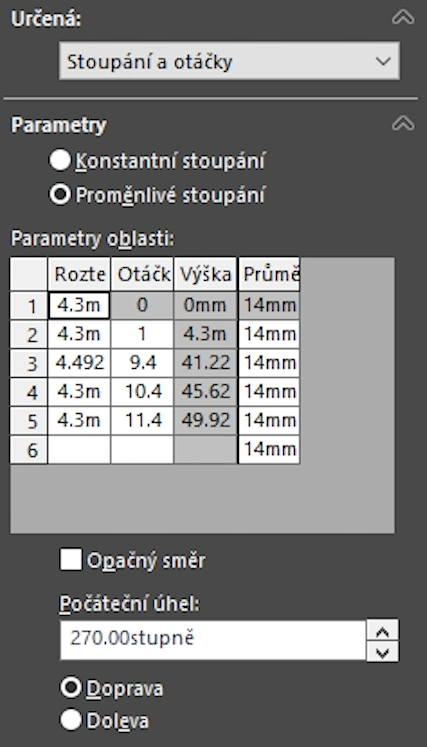 Určená:
Stoupání a otáčky
Parametry
Konstantní stoupání
Proměnlivé stoupání
Parametry oblasti:
Rozte Otáčk Výška Průmě
1 4.3m 0 0mm 14mm
2 4.3m 1 4.3m 14mm
3 4.492 9.4 41.22 14mm
4 4.3m 10.4 45.62 14mm
5 4.3m 11.4 49.92 14mm
6 14mm
Opačný směr
Počáteční úhel:
270.00stupně
Doprava
Doleva